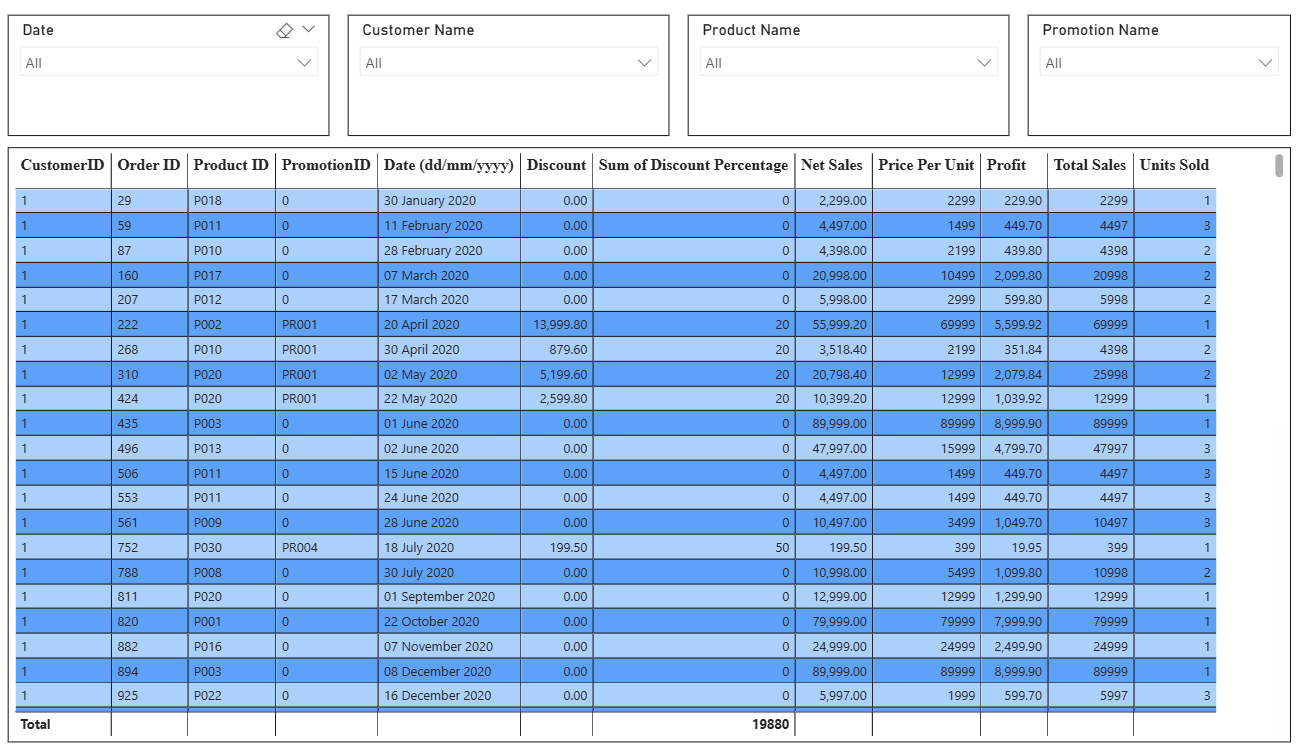 Date Customer Name Product Name Promotion Name
All All All All
CustomerID Order ID Product ID PromotionID Date (dd/mm/yyyy) Discount Sum of Discount Percentage Net Sales Price Per Unit Profit Total Sales Units Sold
1 29 P018 0 30 January 2020 0.00 0 2,299.00 2299 229.90 2299 1
1 59 P011 0 11 February 2020 0.00 0 4,497.00 1499 449.70 4497 3
1 87 P010 0 28 February 2020 0.00 0 4,398.00 2199 439.80 4398 2
1 160 P017 0 07 March 2020 0.00 0 20,998.00 10499 2,099.80 20998 2
1 207 P012 0 17 March 2020 0.00 0 5,998.00 2999 599.80 5998 2
1 222 P002 PR001 20 April 2020 13,999.80 20 55,999.20 69999 5,599.92 69999 1
1 268 P010 PR001 30 April 2020 879.60 20 3,518.40 2199 351.84 4398 2
1 310 P020 PR001 02 May 2020 5,199.60 20 20,798.40 12999 2,079.84 25998 2
1 424 P020 PR001 22 May 2020 2,599.80 20 10,399.20 12999 1,039.92 12999 1
1 435 P003 0 01 June 2020 0.00 0 89,999.00 89999 8,999.90 89999 1
1 496 P013 0 02 June 2020 0.00 0 47,997.00 15999 4,799.70 47997 3
1 506 P011 0 15 June 2020 0.00 0 4,497.00 1499 449.70 4497 3
1 553 P011 0 24 June 2020 0.00 0 4,497.00 1499 449.70 4497 3
1 561 P009 0 28 June 2020 0.00 0 10,497.00 3499 1,049.70 10497 3
1 752 P030 PR004 18 July 2020 199.50 50 199.50 399 19.95 399 1
1 788 P008 0 30 July 2020 0.00 0 10,998.00 5499 1,099.80 10998 2
1 811 P020 0 01 September 2020 0.00 0 12,999.00 12999 1,299.90 12999 1
1 820 P001 0 22 October 2020 0.00 0 79,999.00 79999 7,999.90 79999 1
1 882 P016 0 07 November 2020 0.00 0 24,999.00 24999 2,499.90 24999 1
1 894 P003 0 08 December 2020 0.00 0 89,999.00 89999 8,999.90 89999 1
1 925 P022 0 16 December 2020 0.00 0 5,997.00 1999 599.70 5997 3
Total 19880